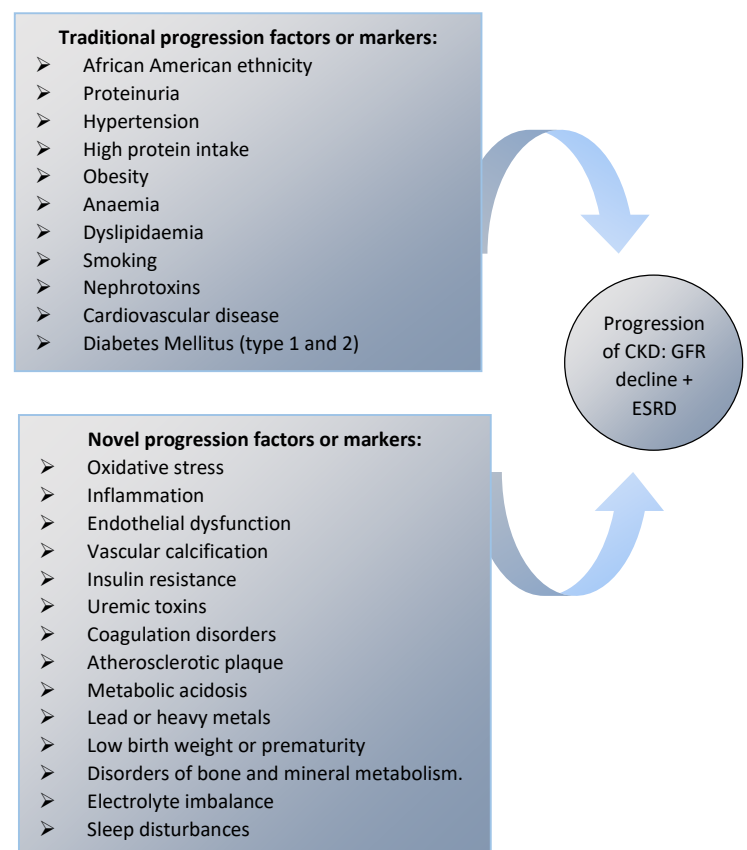 Traditional progression factors or markers:
➢ African American ethnicity
➢ Proteinuria
➢ Hypertension
➢ High protein intake
➢ Obesity
➢ Anaemia
➢ Dyslipidaemia
➢ Smoking
➢ Nephrotoxins
➢ Cardiovascular disease
➢ Diabetes Mellitus (type 1 and 2)
Progression
of CKD: GFR
decline +
ESRD
Novel progression factors or markers:
➢ Oxidative stress
➢ Inflammation
➢ Endothelial dysfunction
➢ Vascular calcification
➢ Insulin resistance
➢ Uremic toxins
➢ Coagulation disorders
➢ Atherosclerotic plaque
➢ Metabolic acidosis
➢ Lead or heavy metals
➢ Low birth weight or prematurity
➢ Disorders of bone and mineral metabolism.
➢ Electrolyte imbalance
➢ Sleep disturbances